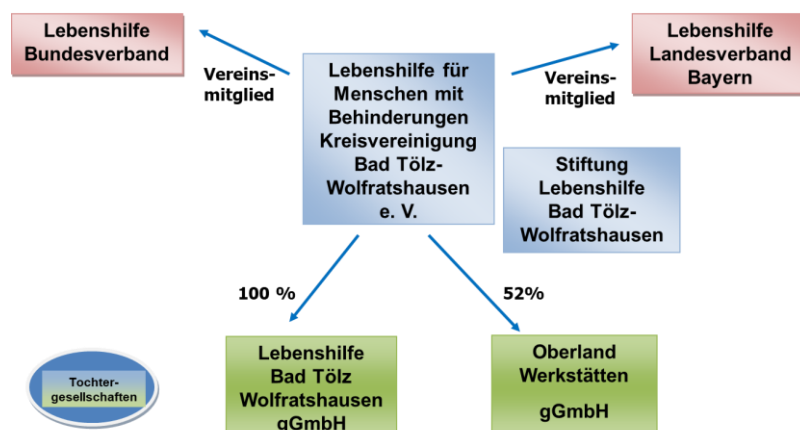 Lebenshilfe
Bundesverband
Vereins-
mitglied
Lebenshilfe für
Menschen mit
Behinderungen
Kreisvereinigung
Bad Tölz-
Wolfratshausen
e. V.
Vereins-
mitglied
Lebenshilfe
Landesverband
Bayern
Stiftung
Lebenshilfe
Bad Tölz-
Wolfratshausen
100 %
52%
Tochter-
gesellschaften
Lebenshilfe
Bad Tölz
Wolfratshausen
gGmbH
Oberland
Werkstätten
gGmbH